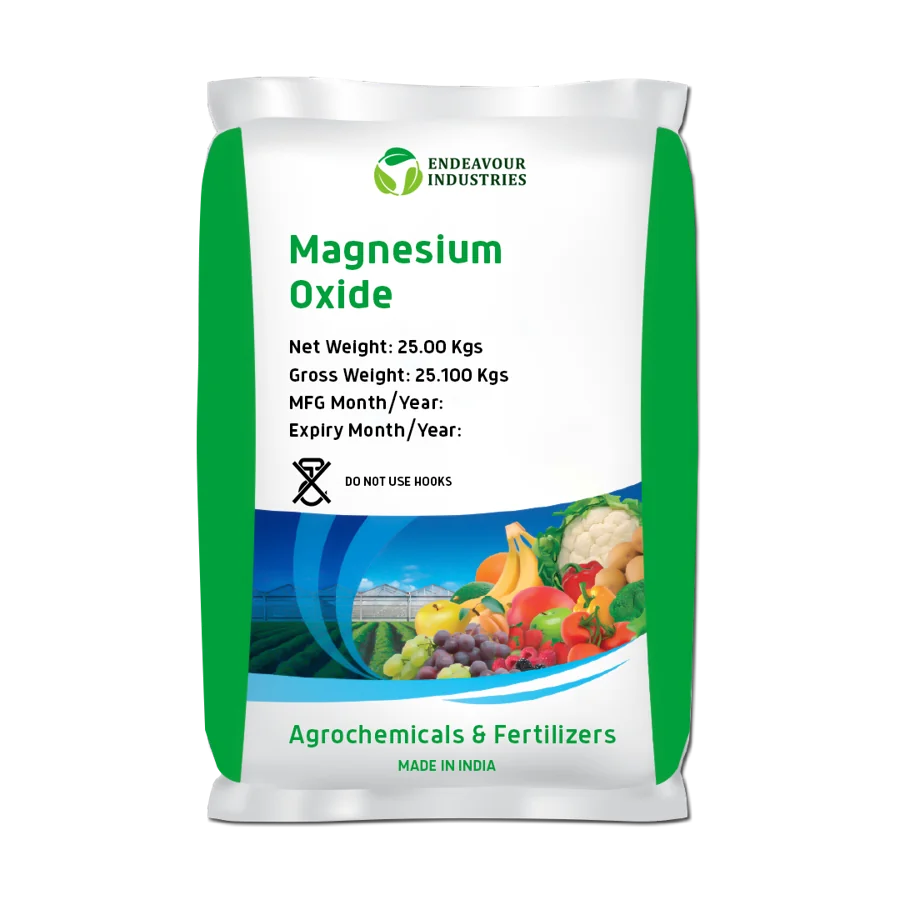 ENDEAVOUR
INDUSTRIES
Magnesium
Oxide
Net Weight: 25.00 Kgs
Gross Weight: 25.100 Kgs
MFG Month/Year:
Expiry Month/Year:
DO NOT USE HOOKS
Agrochemicals & Fertilizers
MADE IN INDIA